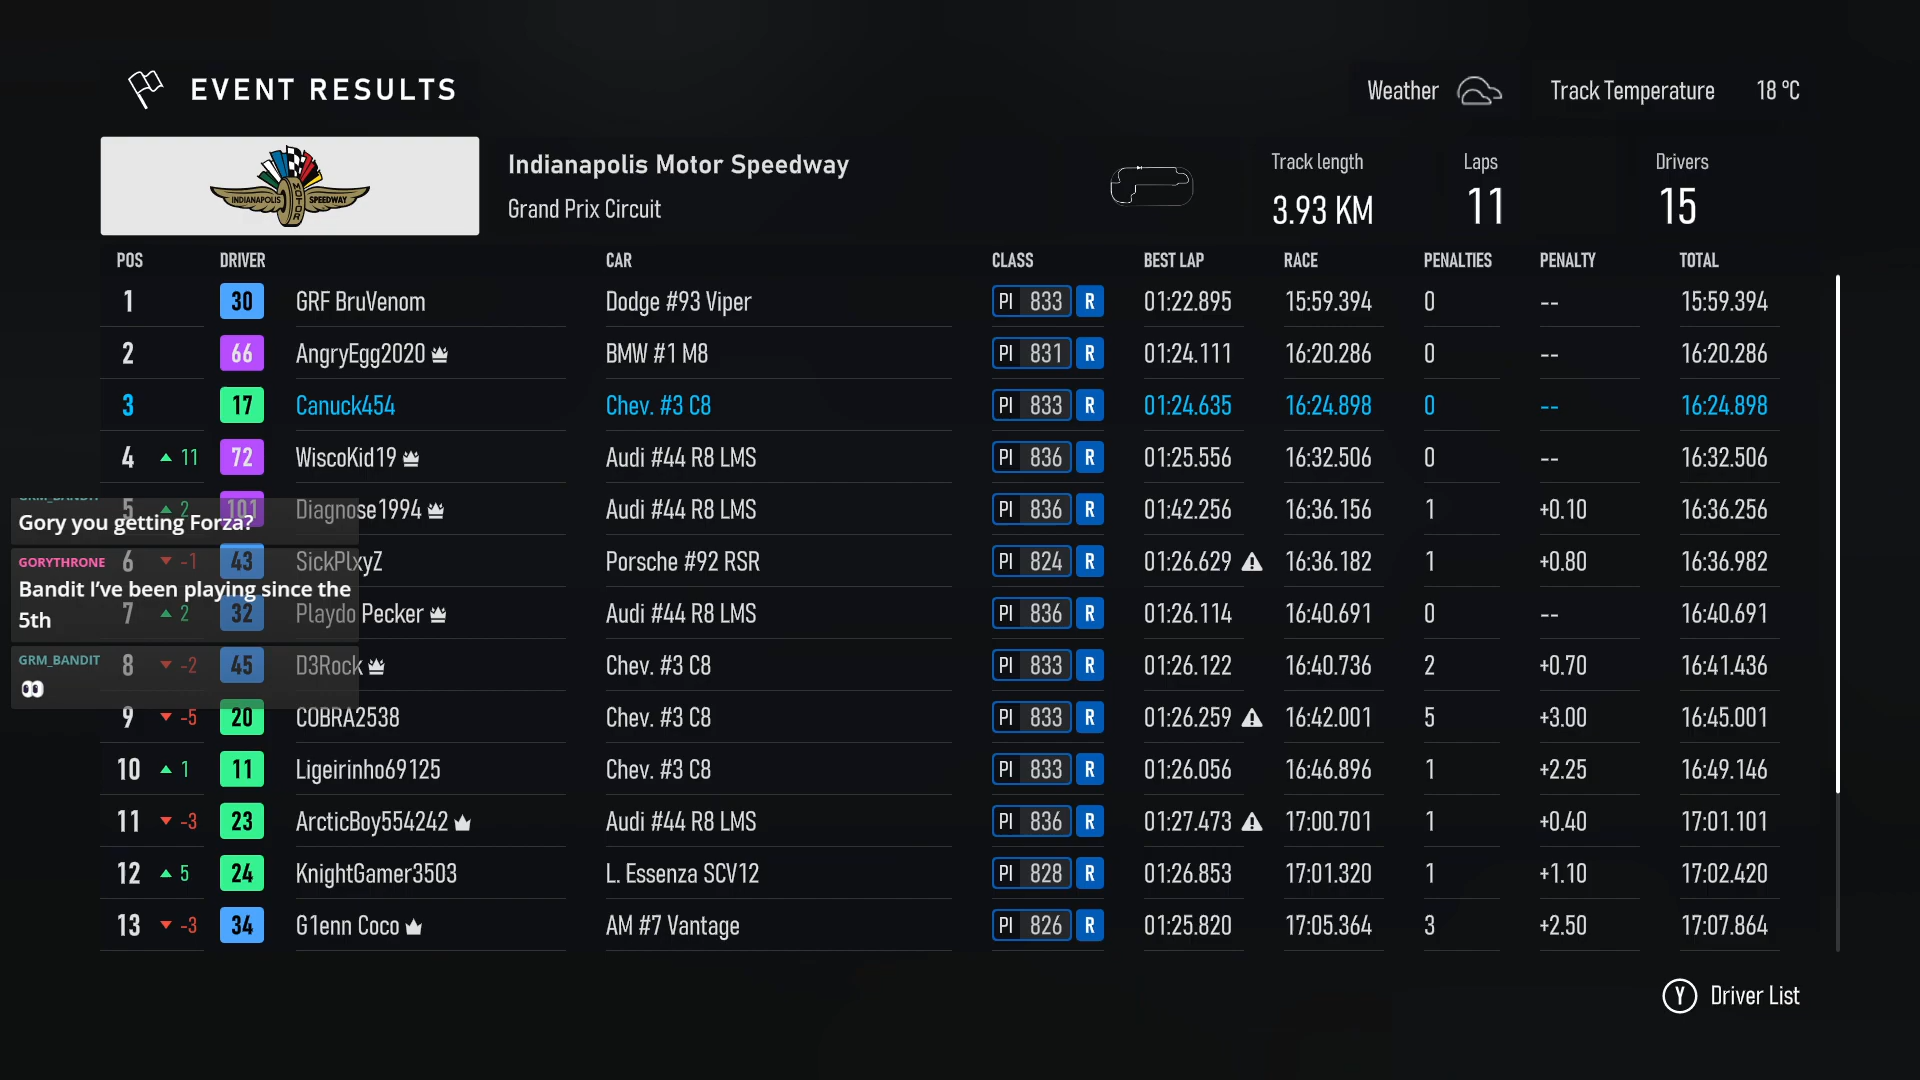 EVENT RESULTS
Weather Track Temperature 18 °C
INDIANAPOLIS MOTOR SPEEDWAY
Indianapolis Motor Speedway
Grand Prix Circuit
Track length Laps Drivers
3.93 KM 11 15
POS DRIVER CAR CLASS BEST LAP RACE PENALTIES PENALTY TOTAL
1 30 GRF BruVenom Dodge #93 Viper PI 833 R 01:22.895 15:59.394 0 -- 15:59.394
2 66 AngryEgg2020 BMW #1 M8 PI 831 R 01:24.111 16:20.286 0 -- 16:20.286
3 17 Canuck454 Chev. #3 C8 PI 833 R 01:24.635 16:24.898 0 -- 16:24.898
4 11 72 WiscoKid19 Audi #44 R8 LMS PI 836 R 01:25.556 16:32.506 0 -- 16:32.506
5 2 101 Diagnose1994 Audi #44 R8 LMS PI 836 R 01:42.256 16:36.156 1 +0.10 16:36.256
6 -1 43 SickPlxyZ Porsche #92 RSR PI 824 R 01:26.629 16:36.182 1 +0.80 16:36.982
7 2 32 Playdo Pecker Audi #44 R8 LMS PI 836 R 01:26.114 16:40.691 0 -- 16:40.691
8 -2 45 D3Rock Chev. #3 C8 PI 833 R 01:26.122 16:40.736 2 +0.70 16:41.436
9 -5 20 COBRA2538 Chev. #3 C8 PI 833 R 01:26.259 16:42.001 5 +3.00 16:45.001
10 1 11 Ligeirinho69125 Chev. #3 C8 PI 833 R 01:26.056 16:46.896 1 +2.25 16:49.146
11 -3 23 ArcticBoy554242 Audi #44 R8 LMS PI 836 R 01:27.473 17:00.701 1 +0.40 17:01.101
12 5 24 KnightGamer3503 L. Essenza SCV12 PI 828 R 01:26.853 17:01.320 1 +1.10 17:02.420
13 -3 34 G1enn Coco AM #7 Vantage PI 826 R 01:25.820 17:05.364 3 +2.50 17:07.864
GRM_BANDIT
Gory you getting Forza?
GORYTHRONE
Bandit I've been playing since the
5th
GRM_BANDIT
Y Driver List